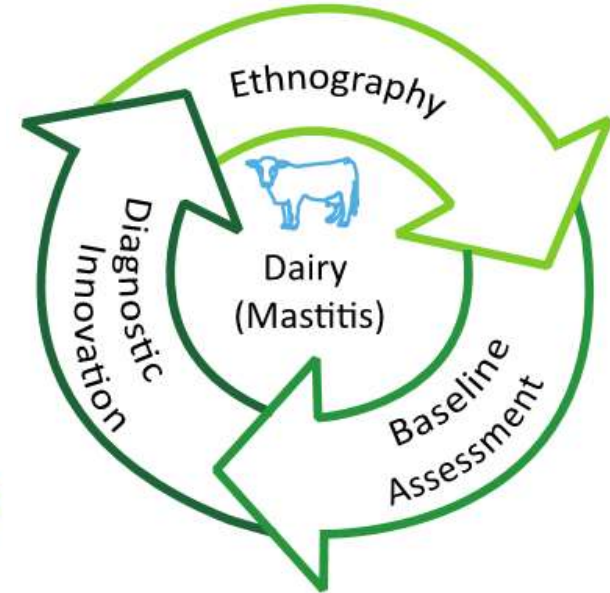 Ethnography
Dairy
(Mastitis)
Baseline
Assessment
Diagnostic
Innovation